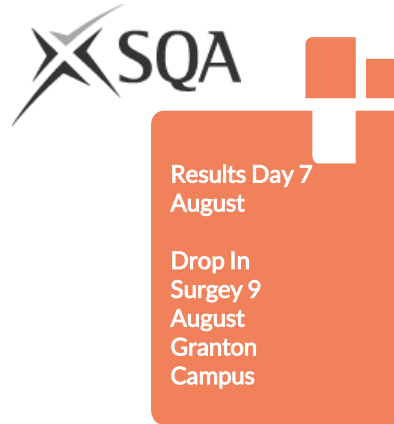 SQA
Results Day 7
August
Drop In
Surgey 9
August
Granton
Campus